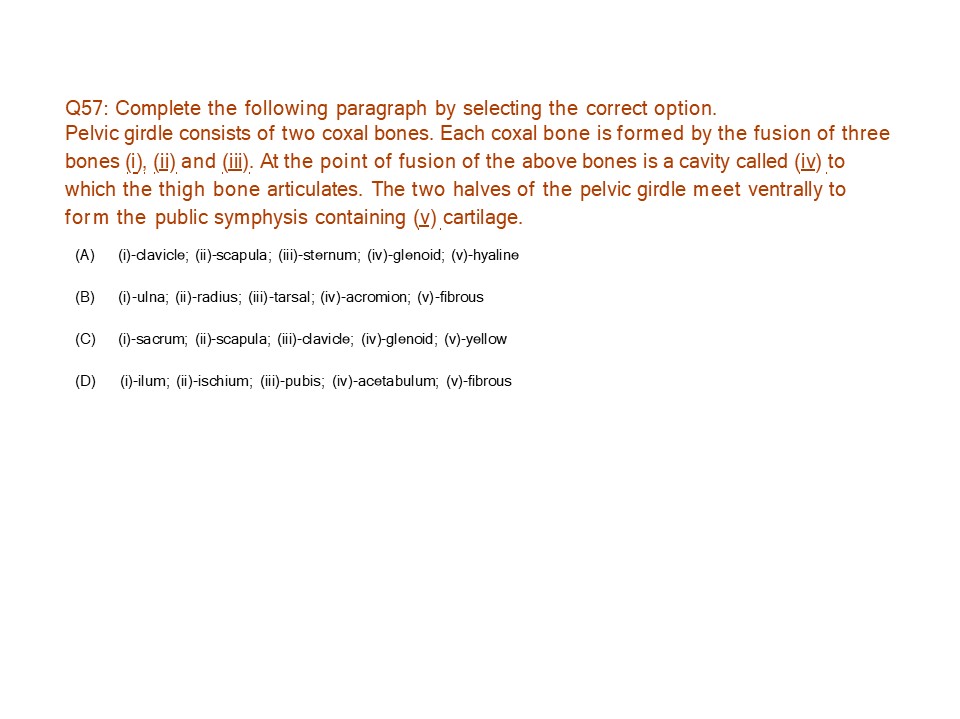 Q57: Complete the following paragraph by selecting the correct option.
Pelvic girdle consists of two coxal bones. Each coxal bone is formed by the fusion of three
bones (i), (ii) and (iii). At the point of fusion of the above bones is a cavity called (iv) to
which the thigh bone articulates. The two halves of the pelvic girdle meet ventrally to
form the public symphysis containing (v) cartilage.
(A) (i)-clavicle; (ii)-scapula; (iii)-sternum; (iv)-glenoid; (v)-hyaline
(B) (i)-ulna; (ii)-radius; (iii)-tarsal; (iv)-acromion; (v)-fibrous
(C) (i)-sacrum; (ii)-scapula; (iii)-clavicle; (iv)-glenoid; (v)-yellow
(D) (i)-ilum; (ii)-ischium; (iii)-pubis; (iv)-acetabulum; (v)-fibrous